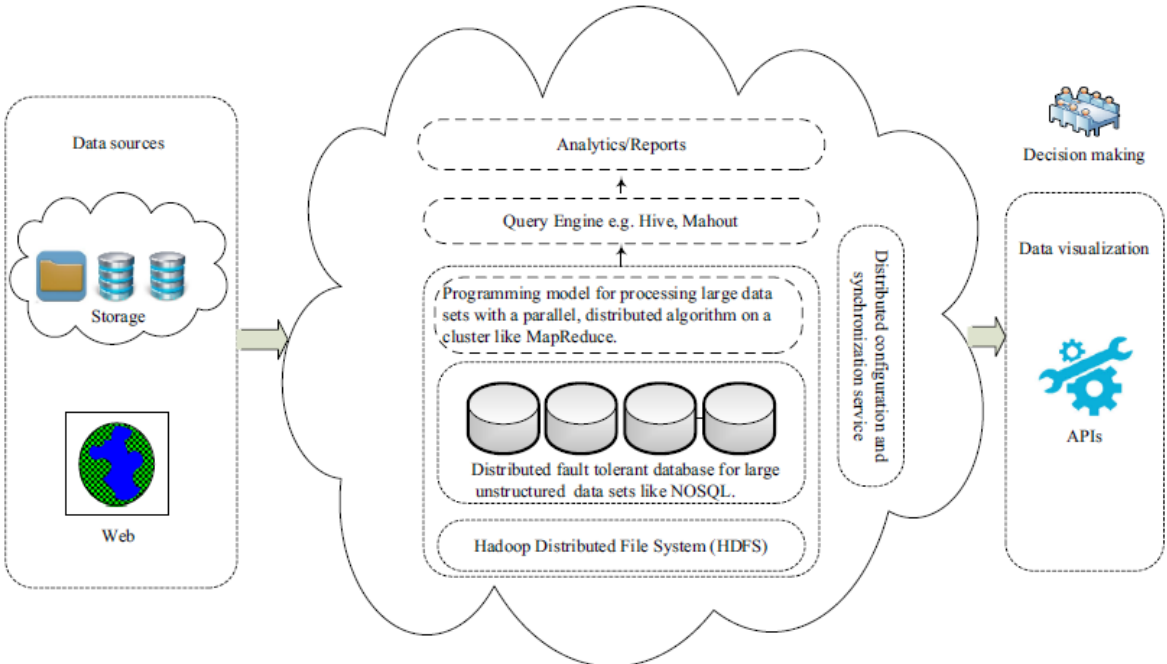 Data sources
Storage
Web
Analytics/Reports
Query Engine e.g. Hive, Mahout
Programming model for processing large data
sets with a parallel, distributed algorithm on a
cluster like MapReduce.
Distributed fault tolerant database for large
unstructured data sets like NOSQL.
Hadoop Distributed File System (HDFS)
Distributed configuration and
synchronization service
Decision making
Data visualization
APIs